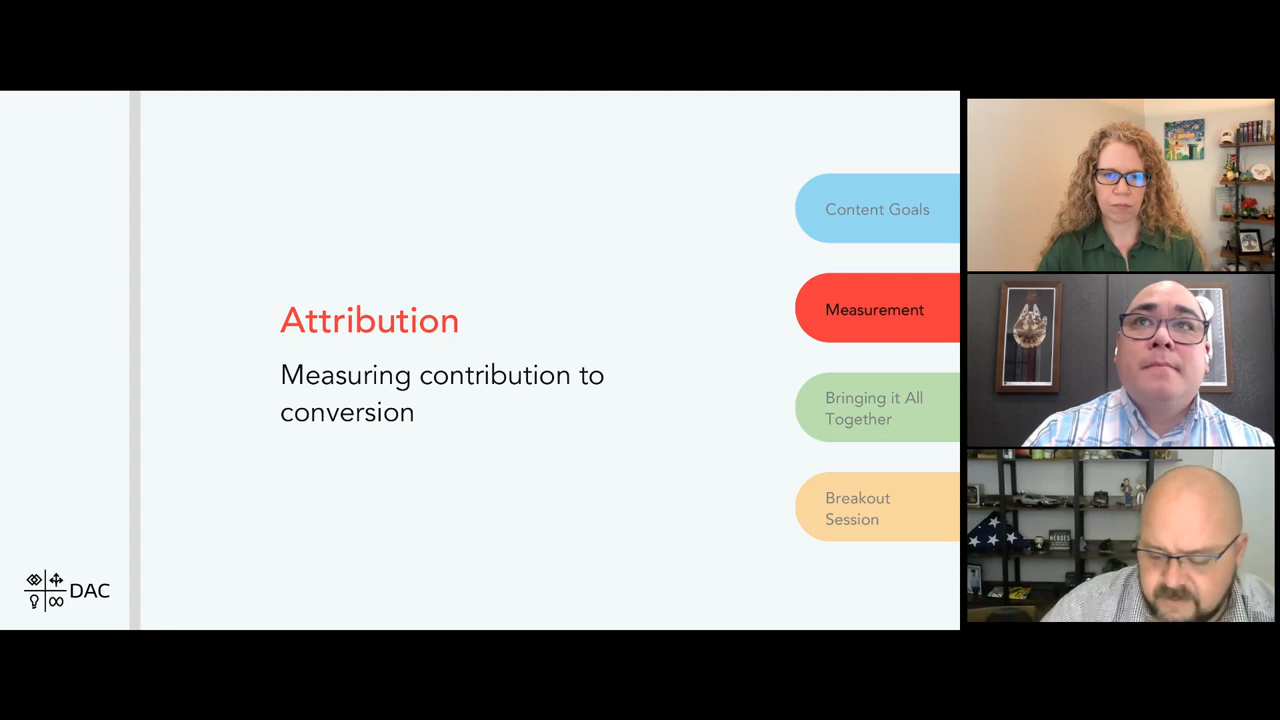 Attribution
Measuring contribution to
conversion
Content Goals
Measurement
Bringing it All
Together
Breakout
Session
DAC